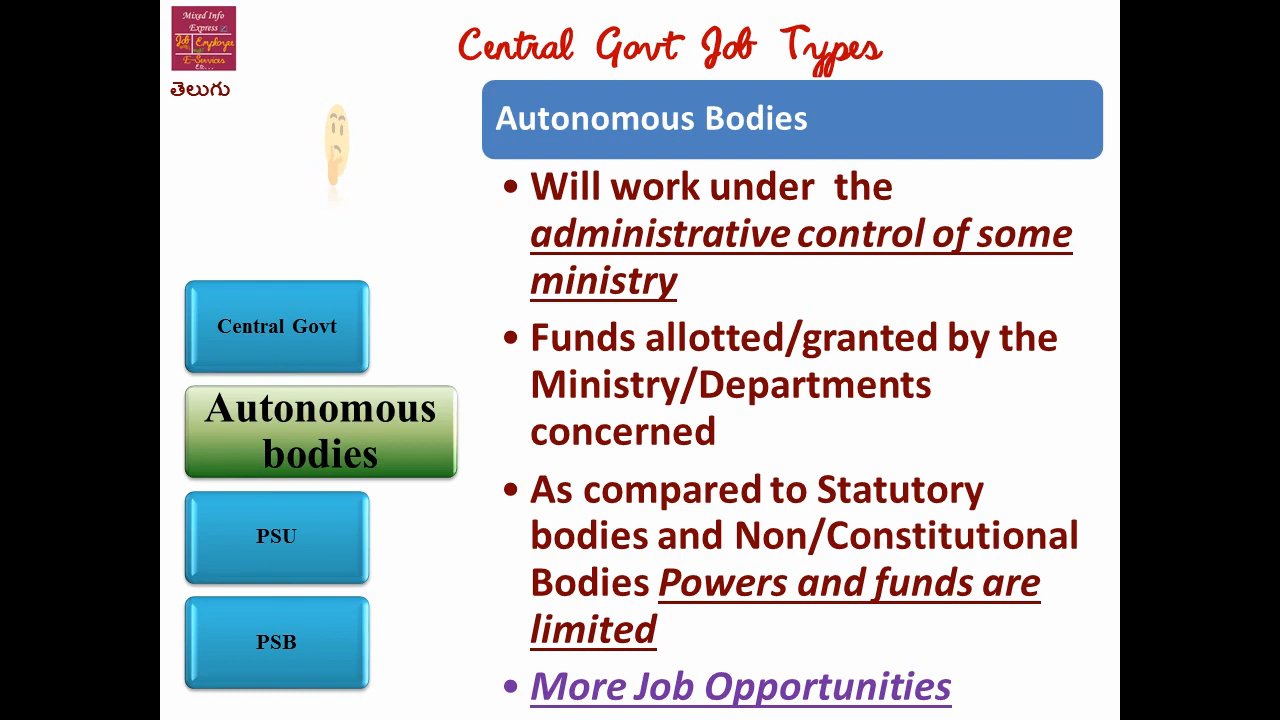 Mixed Info
Express
Job
Employee
E-Services
తెలుగు
Central Govt Job Types
Autonomous Bodies
• Will work under the
administrative control of some
ministry
• Funds allotted/granted by the
Ministry/Departments
concerned
• As compared to Statutory
bodies and Non/Constitutional
Bodies Powers and funds are
limited
• More Job Opportunities
Central Govt
Autonomous
bodies
PSU
PSB